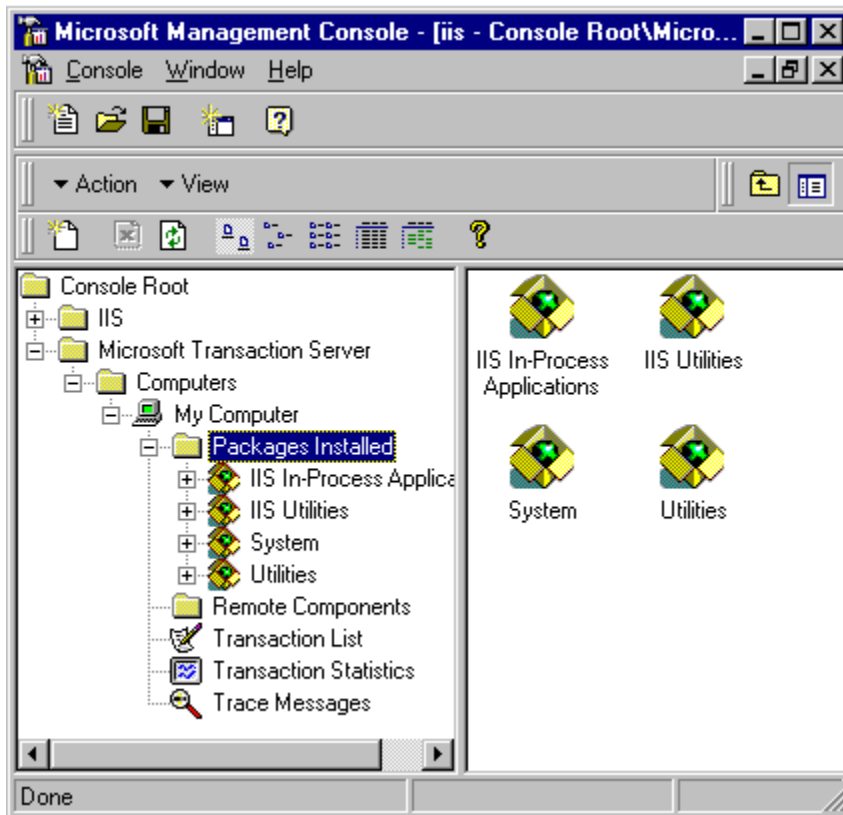 Microsoft Management Console - [iis - Console Root\Micro...
Console Window Help
Action View
Console Root
IIS
Microsoft Transaction Server
Computers
My Computer
Packages Installed
IIS In-Process Applica
IIS Utilities
System
Utilities
Remote Components
Transaction List
Transaction Statistics
Trace Messages
IIS In-Process
Applications
IIS Utilities
System
Utilities
Done